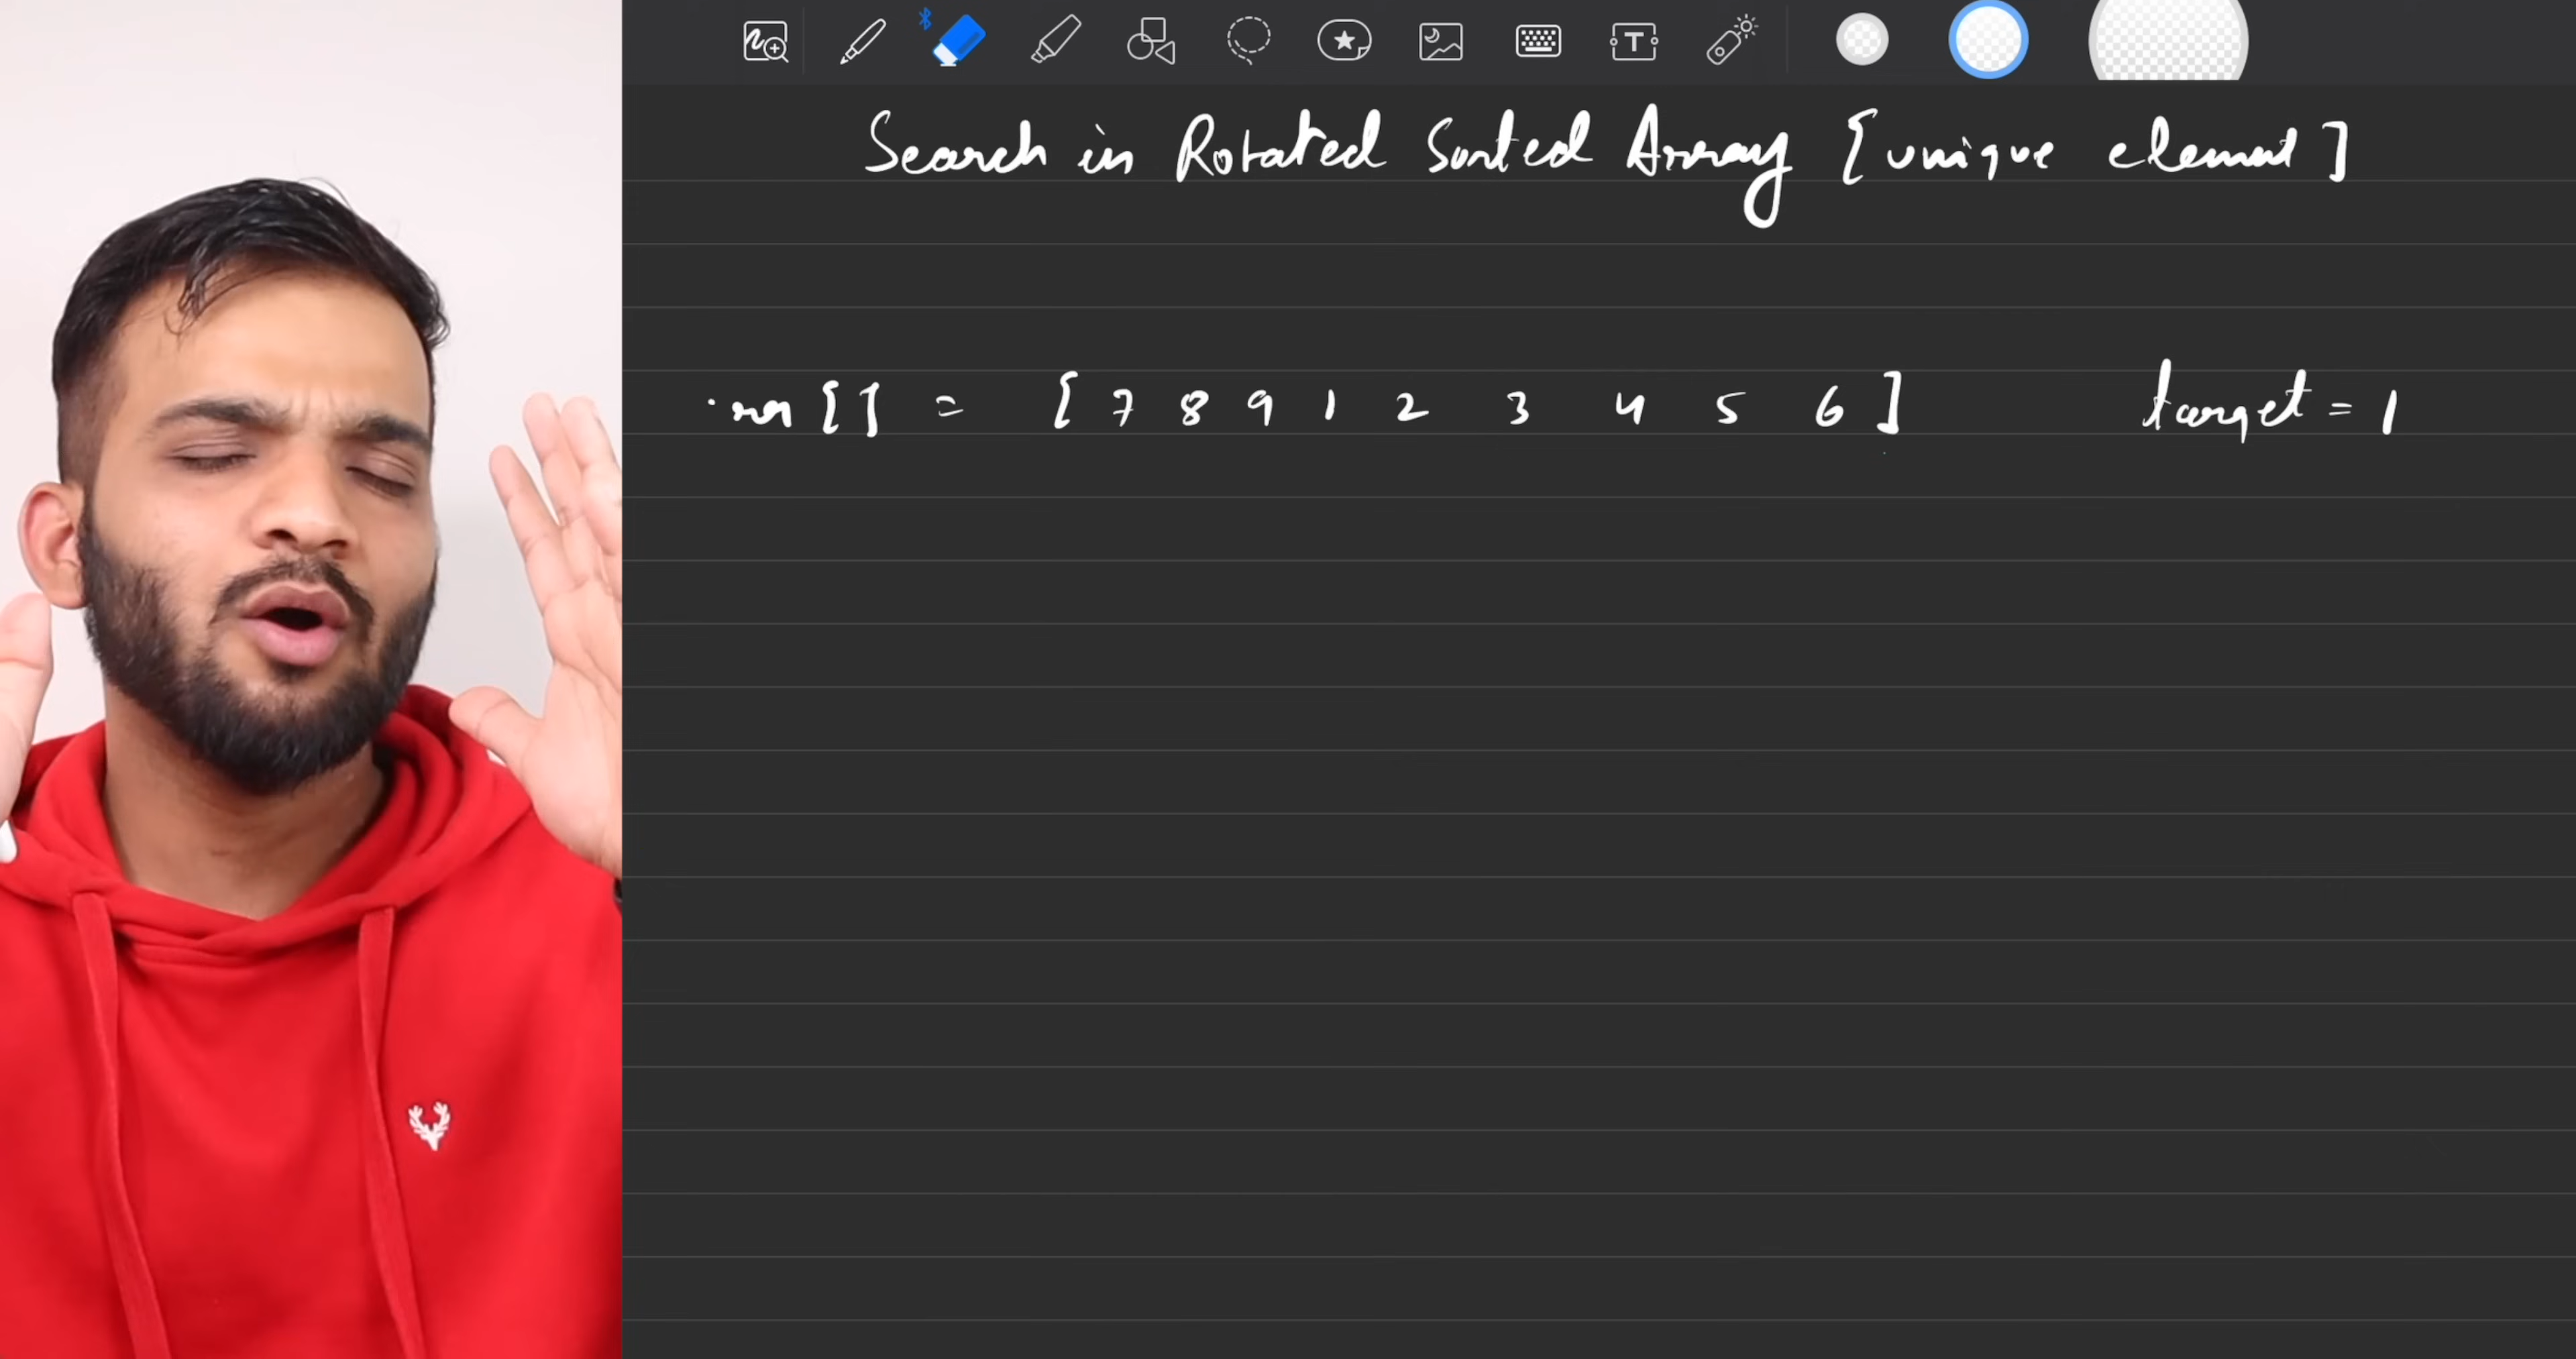 Search in Rotated Sorted Array [unique element]
arr[] = [ 7 8 9 1 2 3 4 5 6 ] target = 1